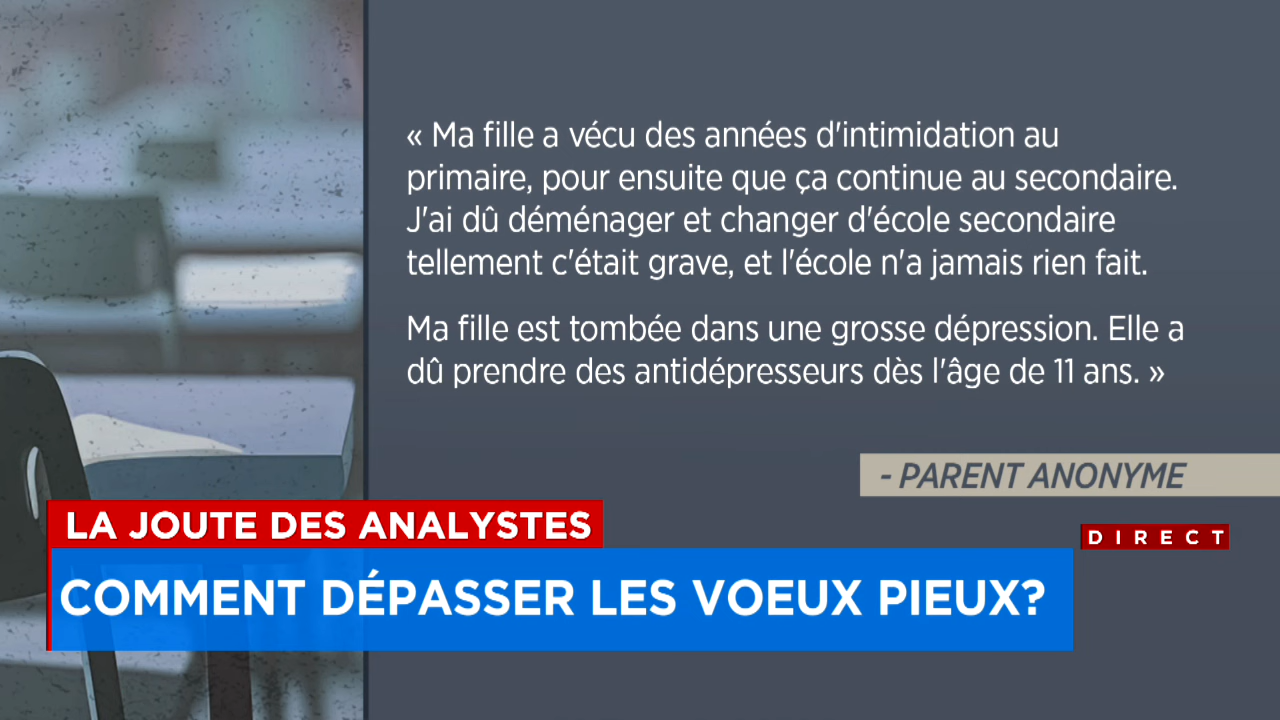 « Ma fille a vécu des années d'intimidation au
primaire, pour ensuite que ça continue au secondaire.
J'ai dû déménager et changer d'école secondaire
tellement c'était grave, et l'école n'a jamais rien fait.
Ma fille est tombée dans une grosse dépression. Elle a
dû prendre des antidépresseurs dès l'âge de 11 ans. »
- PARENT ANONYME
LA JOUTE DES ANALYSTES
DIRECT
COMMENT DÉPASSER LES VOEUX PIEUX?